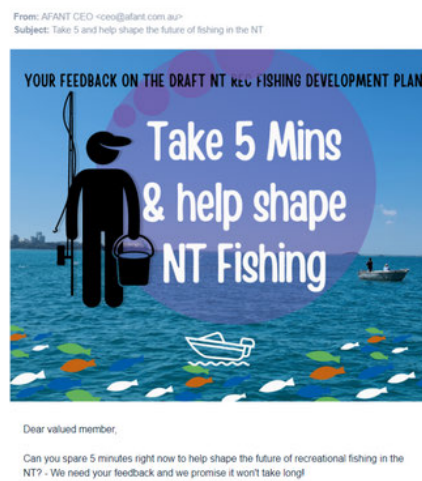 From: AFANT CEO <ceo@afant.com.au>
Subject: Take 5 and help shape the future of fishing in the NT
YOUR FEEDBACK ON THE DRAFT NT REC FISHING DEVELOPMENT PLAN
Take 5 Mins
& help shape
NT Fishing
Dear valued member,
Can you spare 5 minutes right now to help shape the future of recreational fishing in the
NT? - We need your feedback and we promise it won't take long!